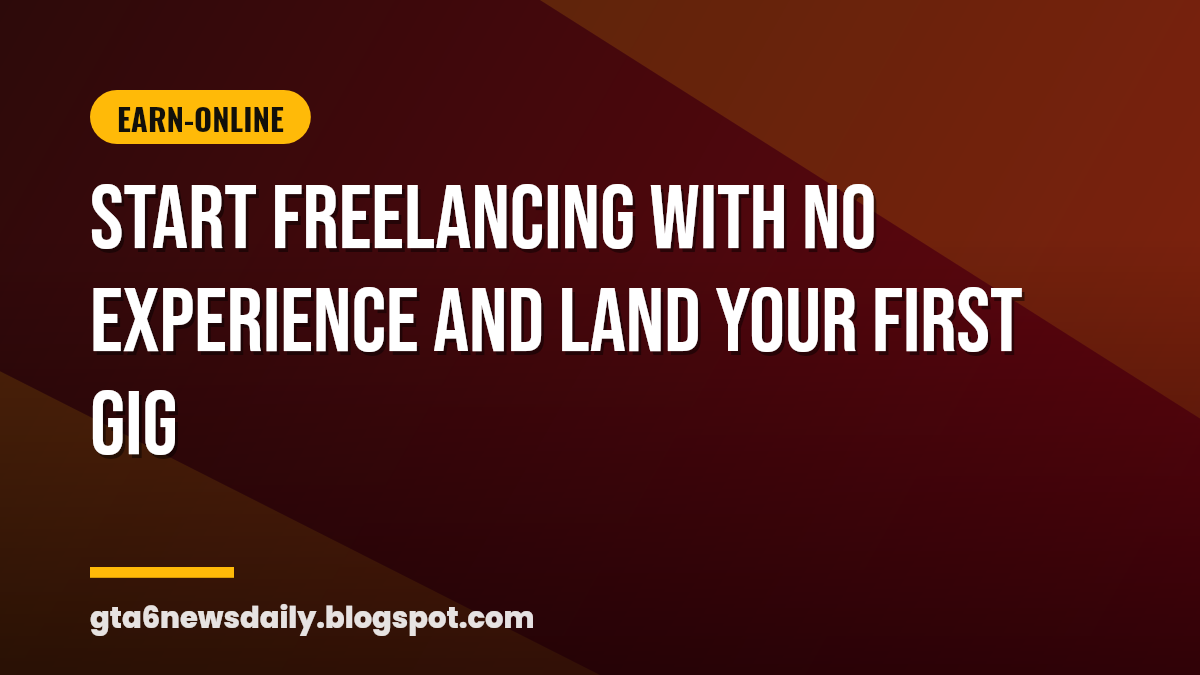 EARN-ONLINE
START FREELANCING WITH NO
EXPERIENCE AND LAND YOUR FIRST
GIG
gta6newsdaily.blogspot.com